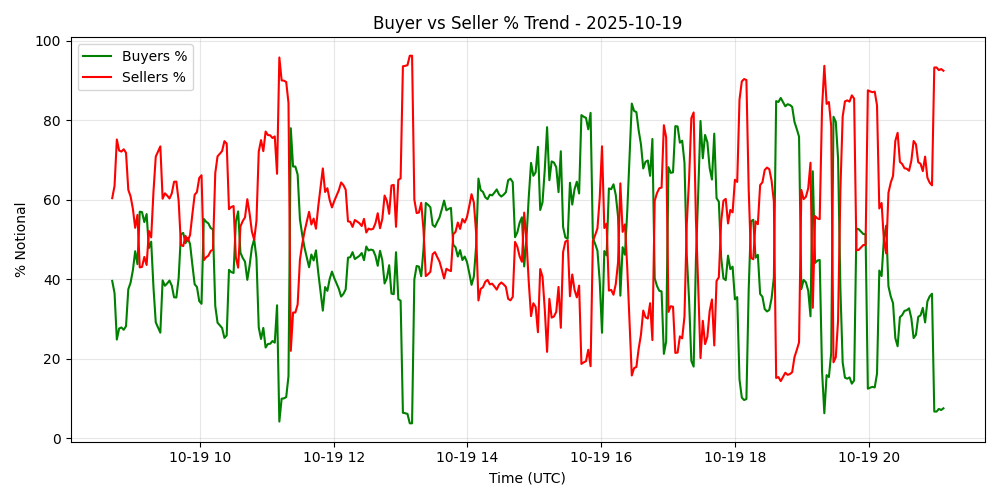 Buyer vs Seller % Trend - 2025-10-19
Buyers %
Sellers %
% Notional
100
80
60
40
20
0
10-19 10
10-19 12
10-19 14
10-19 16
10-19 18
10-19 20
Time (UTC)